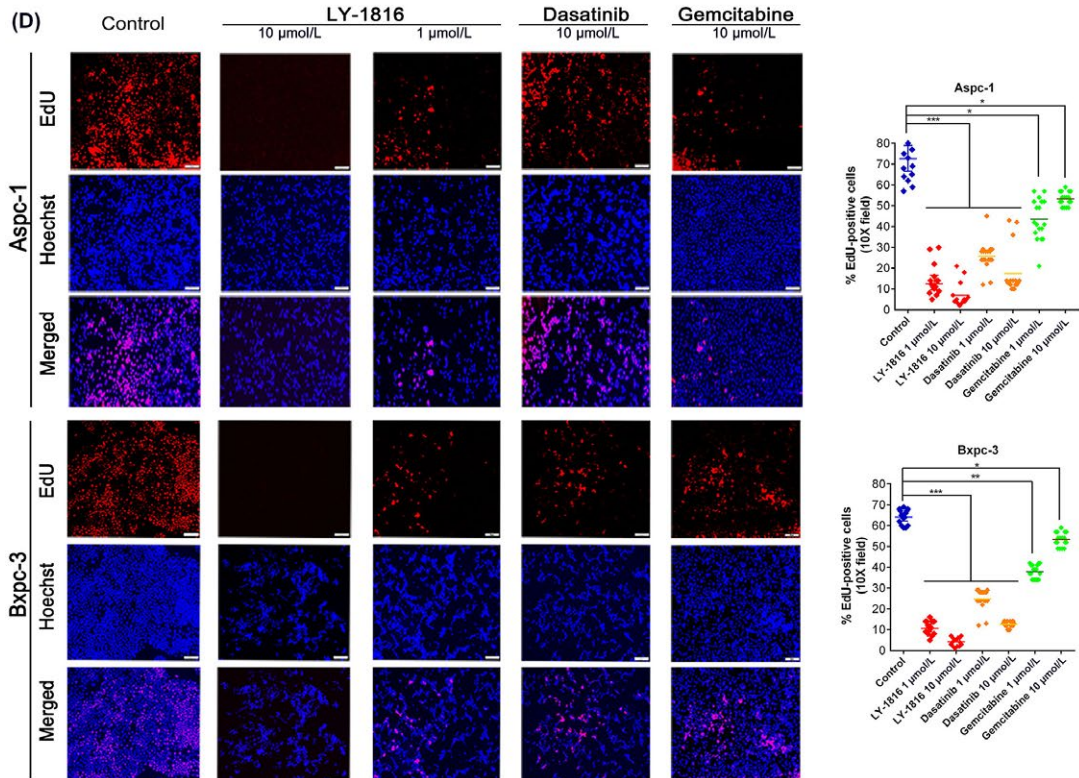 (D)
Control
LY-1816
Dasatinib
Gemcitabine
10 μmol/L
1 μmol/L
10 μmol/L
10 μmol/L
Aspc-1
EdU
Hoechst
Merged
Bxpc-3
EdU
Hoechst
Merged
Aspc-1
*
*
***
% EdU-positive cells
(10X field)
80
70
60
50
40
30
20
10
0
Control
LY-1816 1 μmol/L
LY-1816 10 μmol/L
Dasatinib 1 μmol/L
Dasatinib 10 μmol/L
Gemcitabine 1 μmol/L
Gemcitabine 10 μmol/L
Bxpc-3
*
**
***
% EdU-positive cells
(10X field)
80
70
60
50
40
30
20
10
0
Control
LY-1816 1 μmol/L
LY-1816 10 μmol/L
Dasatinib 1 μmol/L
Dasatinib 10 μmol/L
Gemcitabine 1 μmol/L
Gemcitabine 10 μmol/L